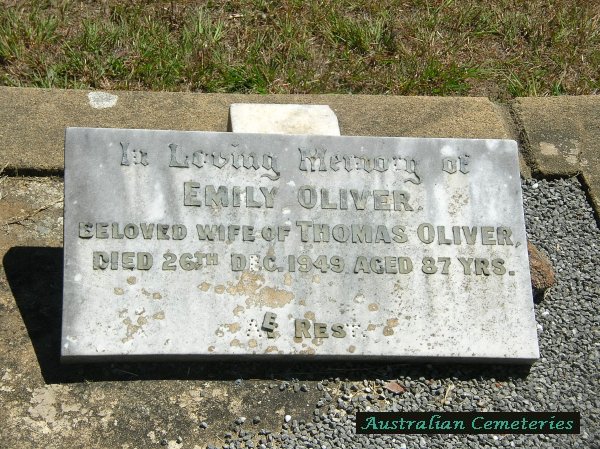 In Loving Memory of
EMILY OLIVER
BELOVED WIFE OF THOMAS OLIVER,
DIED 26TH DEC. 1949 AGED 87 YRS.
AT REST
Australian Cemeteries